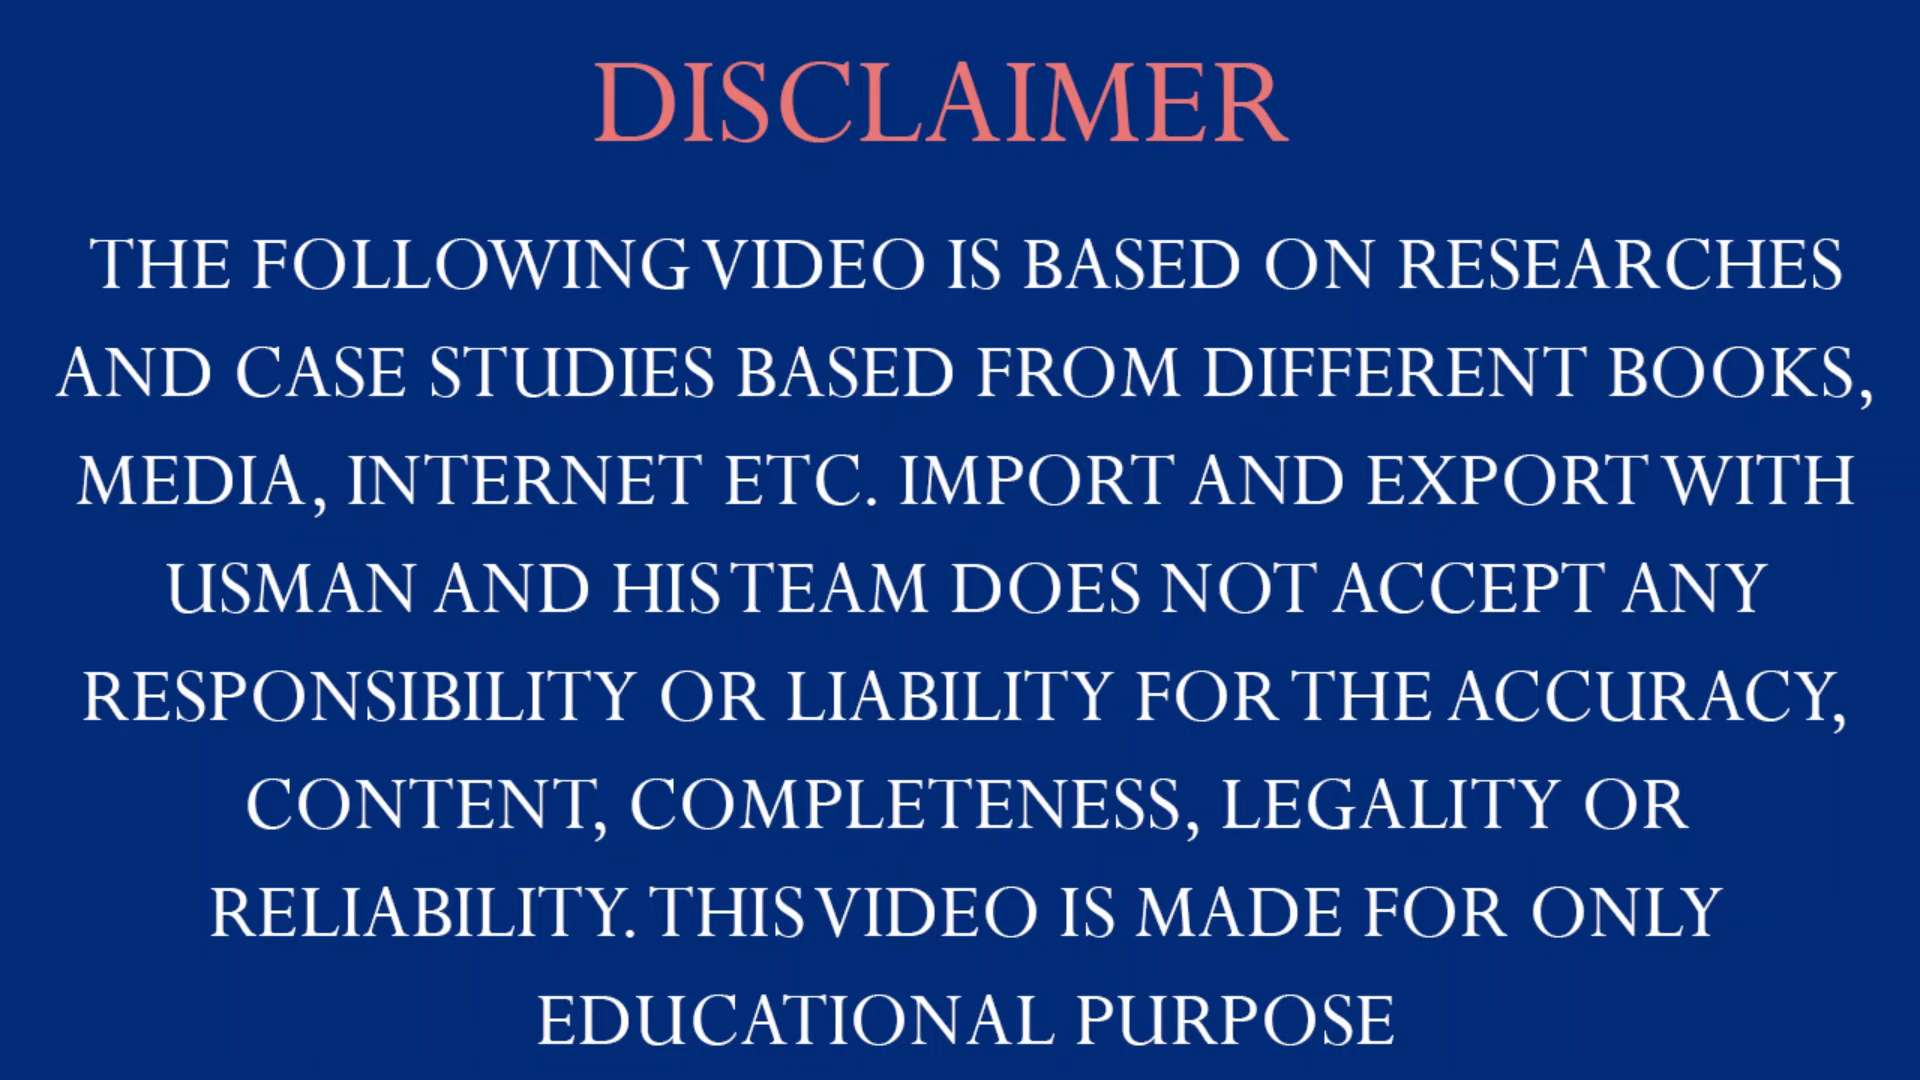 DISCLAIMER
THE FOLLOWING VIDEO IS BASED ON RESEARCHES
AND CASE STUDIES BASED FROM DIFFERENT BOOKS,
MEDIA, INTERNET ETC. IMPORT AND EXPORT WITH
USMAN AND HIS TEAM DOES NOT ACCEPT ANY
RESPONSIBILITY OR LIABILITY FOR THE ACCURACY,
CONTENT, COMPLETENESS, LEGALITY OR
RELIABILITY. THIS VIDEO IS MADE FOR ONLY
EDUCATIONAL PURPOSE